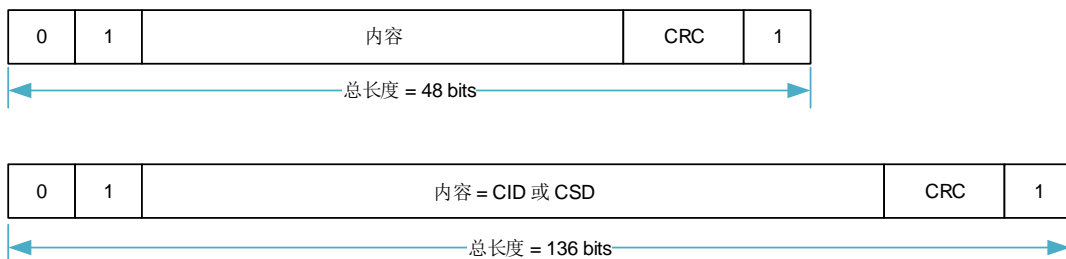 0 1 内容 CRC 1
总长度 = 48 bits
0 1 内容 = CID 或 CSD CRC 1
总长度 = 136 bits